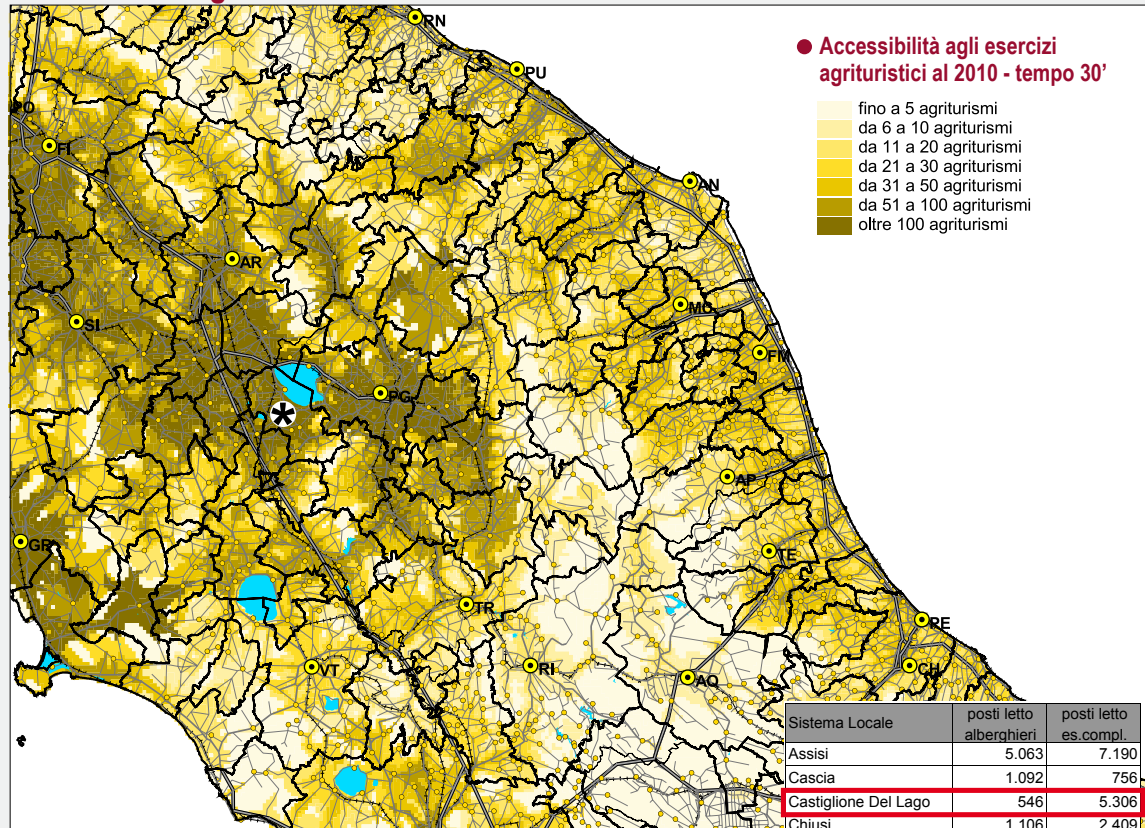 ● Accessibilità agli esercizi
agrituristici al 2010 - tempo 30’
fino a 5 agriturismi
da 6 a 10 agriturismi
da 11 a 20 agriturismi
da 21 a 30 agriturismi
da 31 a 50 agriturismi
da 51 a 100 agriturismi
oltre 100 agriturismi
RN
PU
PO
FI
AN
AR
MC
SI
FM
PG
*
AP
GR
TE
TR
PE
VT
RI
CH
AQ
Sistema Locale posti letto alberghieri posti letto es.compl.
Assisi 5.063 7.190
Cascia 1.092 756
Castiglione Del Lago 546 5.306
Chiusi 1.106 2.409